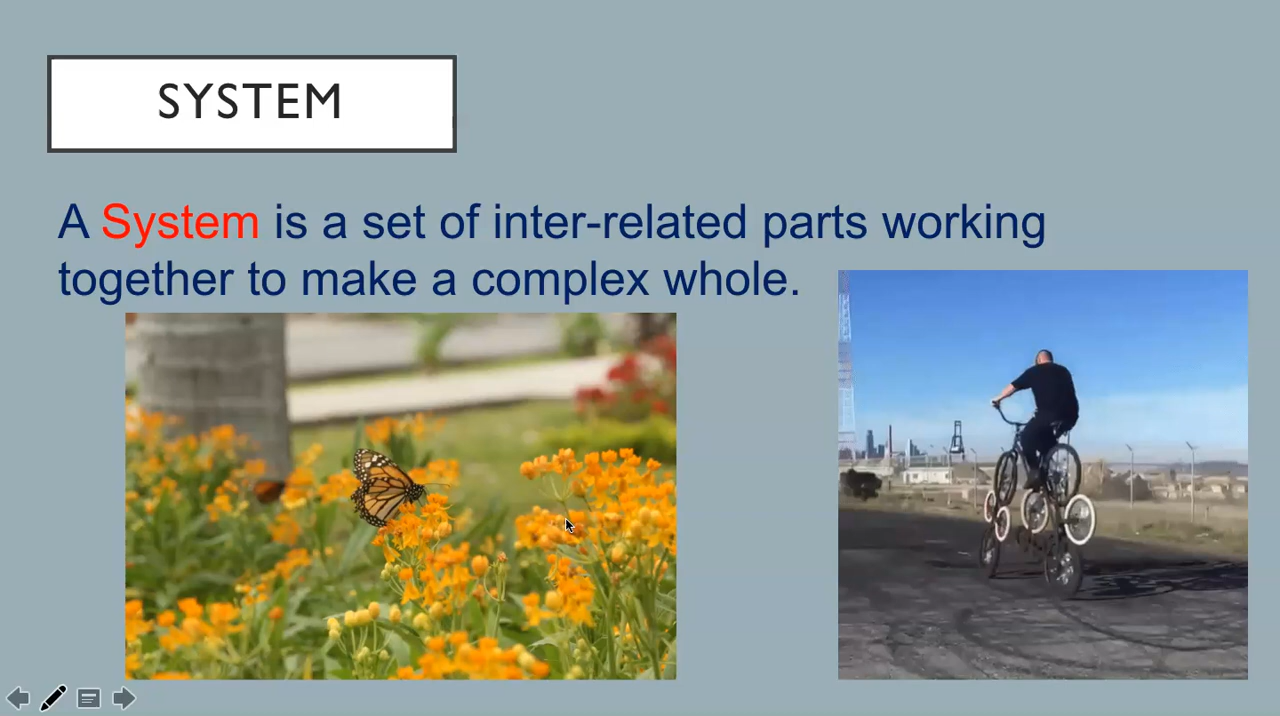 SYSTEM
A System is a set of inter-related parts working
together to make a complex whole.